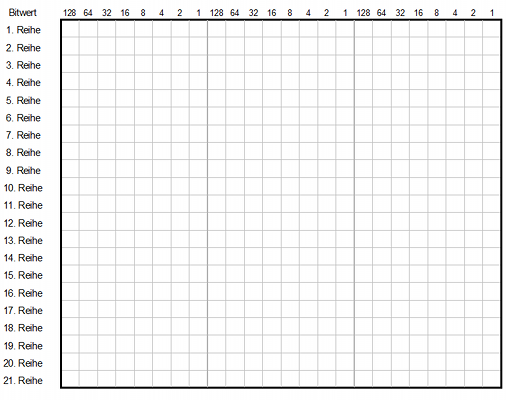 Bitwert 128 64 32 16 8 4 2 1 128 64 32 16 8 4 2 1 128 64 32 16 8 4 2 1
1. Reihe
2. Reihe
3. Reihe
4. Reihe
5. Reihe
6. Reihe
7. Reihe
8. Reihe
9. Reihe
10. Reihe
11. Reihe
12. Reihe
13. Reihe
14. Reihe
15. Reihe
16. Reihe
17. Reihe
18. Reihe
19. Reihe
20. Reihe
21. Reihe